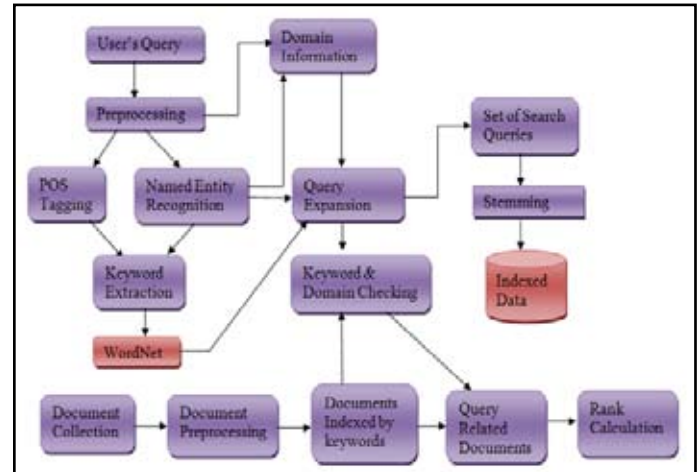 User's Query
Domain
Information
Preprocessing
Set of Search
Queries
POS
Tagging
Named Entity
Recognition
Query
Expansion
Stemming
Keyword
Extraction
Keyword &
Domain Checking
Indexed
Data
WordNet
Document
Collection
Document
Preprocessing
Documents
Indexed by
keywords
Query
Related
Documents
Rank
Calculation